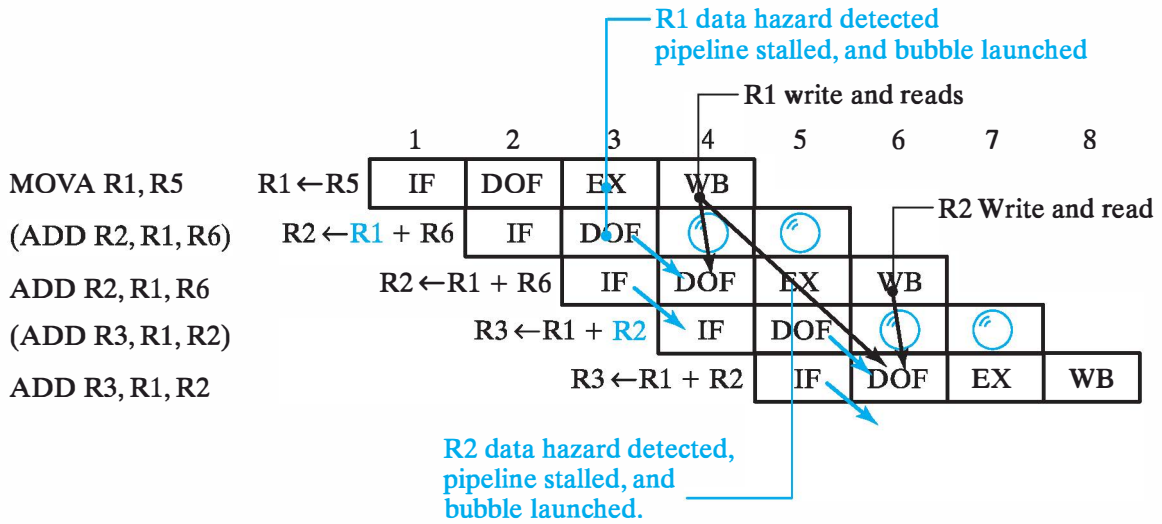 R1 data hazard detected
pipeline stalled, and bubble launched
R1 write and reads
1 2 3 4 5 6 7 8
MOVA R1, R5 R1 ← R5 IF DOF EX WB
R2 Write and read
(ADD R2, R1, R6) R2 ← R1 + R6 IF DOF
ADD R2, R1, R6 R2 ← R1 + R6 IF DOF EX WB
(ADD R3, R1, R2) R3 ← R1 + R2 IF DOF
ADD R3, R1, R2 R3 ← R1 + R2 IF DOF EX WB
R2 data hazard detected,
pipeline stalled, and
bubble launched.